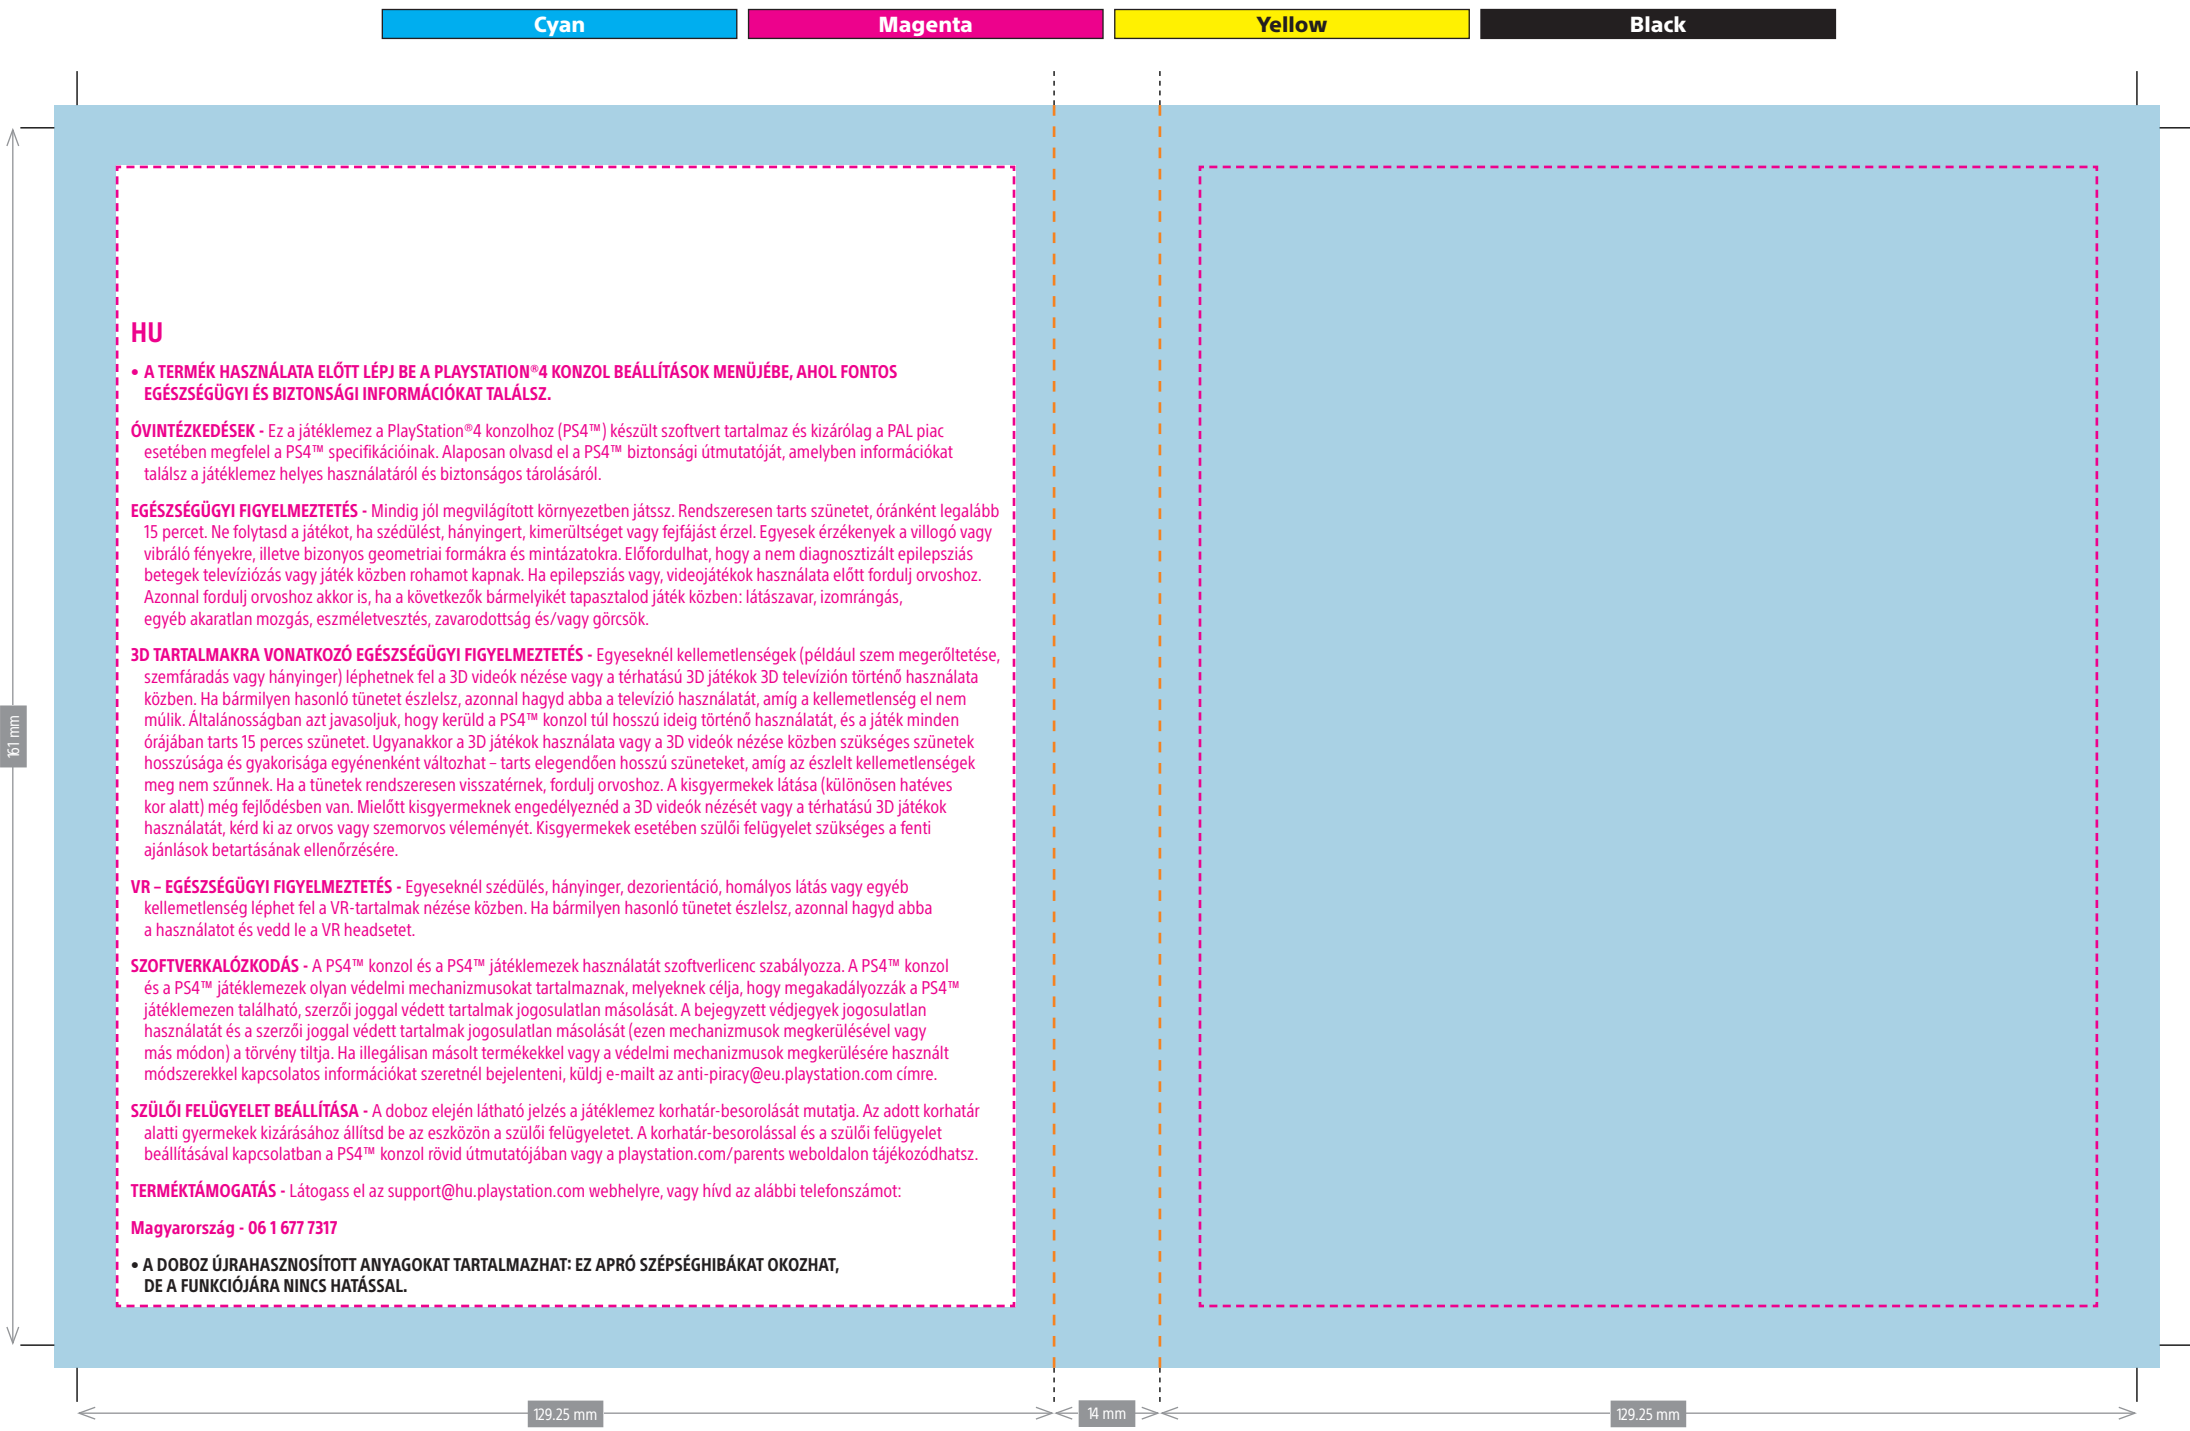 Cyan
Magenta
Yellow
Black
HU
• A TERMÉK HASZNÁLATA ELŐTT LÉPJ BE A PLAYSTATION®4 KONZOL BEÁLLÍTÁSOK MENÜJÉBE, AHOL FONTOS
EGÉSZSÉGÜGYI ÉS BIZTONSÁGI INFORMÁCIÓKAT TALÁLSZ.
ÓVINTÉZKEDÉSEK - Ez a játéklemez a PlayStation®4 konzolhoz (PS4™) készült szoftvert tartalmaz és kizárólag a PAL piac
esetében megfelel a PS4™ specifikációinak. Alaposan olvasd el a PS4™ biztonsági útmutatóját, amelyben információkat
találsz a játéklemez helyes használatáról és biztonságos tárolásáról.
EGÉSZSÉGÜGYI FIGYELMEZTETÉS - Mindig jól megvilágított környezetben játssz. Rendszeresen tarts szünetet, óránként legalább
15 percet. Ne folytasd a játékot, ha szédülést, hányingert, kimerültséget vagy fejfájást érzel. Egyesek érzékenyek a villogó vagy
vibráló fényekre, illetve bizonyos geometriai formákra és mintázatokra. Előfordulhat, hogy a nem diagnosztizált epilepsziás
betegek televíziózás vagy játék közben rohamot kapnak. Ha epilepsziás vagy, videojátékok használata előtt fordulj orvoshoz.
Azonnal fordulj orvoshoz akkor is, ha a következők bármelyikét tapasztalod játék közben: látászavar, izomrángás,
egyéb akaratlan mozgás, eszméletvesztés, zavarodottság és/vagy görcsök.
3D TARTALMAKRA VONATKOZÓ EGÉSZSÉGÜGYI FIGYELMEZTETÉS - Egyeseknél kellemetlenségek (például szem megerőltetése,
szemfáradás vagy hányinger) léphetnek fel a 3D videók nézése vagy a térhatású 3D játékok 3D televízión történő használata
közben. Ha bármilyen hasonló tünetet észlelsz, azonnal hagyd abba a televízió használatát, amíg a kellemetlenség el nem
múlik. Általánosságban azt javasoljuk, hogy kerüld a PS4™ konzol túl hosszú ideig történő használatát, és a játék minden
órájában tarts 15 perces szünetet. Ugyanakkor a 3D játékok használata vagy a 3D videók nézése közben szükséges szünetek
hosszúsága és gyakorisága egyénenként változhat – tarts elegendően hosszú szüneteket, amíg az észlelt kellemetlenségek
meg nem szűnnek. Ha a tünetek rendszeresen visszatérnek, fordulj orvoshoz. A kisgyermekek látása (különösen hatéves
kor alatt) még fejlődésben van. Mielőtt kisgyermeknek engedélyeznéd a 3D videók nézését vagy a térhatású 3D játékok
használatát, kérd ki az orvos vagy szemorvos véleményét. Kisgyermekek esetében szülői felügyelet szükséges a fenti
ajánlások betartásának ellenőrzésére.
VR – EGÉSZSÉGÜGYI FIGYELMEZTETÉS - Egyeseknél szédülés, hányinger, dezorientáció, homályos látás vagy egyéb
kellemetlenség léphet fel a VR-tartalmak nézése közben. Ha bármilyen hasonló tünetet észlelsz, azonnal hagyd abba
a használatot és vedd le a VR headsetet.
SZOFTVERKALÓZKODÁS - A PS4™ konzol és a PS4™ játéklemezek használatát szoftverlicenc szabályozza. A PS4™ konzol
és a PS4™ játéklemezek olyan védelmi mechanizmusokat tartalmaznak, melyeknek célja, hogy megakadályozzák a PS4™
játéklemezen található, szerzői joggal védett tartalmak jogosulatlan másolását. A bejegyzett védjegyek jogosulatlan
használatát és a szerzői joggal védett tartalmak jogosulatlan másolását (ezen mechanizmusok megkerülésével vagy
más módon) a törvény tiltja. Ha illegálisan másolt termékekkel vagy a védelmi mechanizmusok megkerülésére használt
módszerekkel kapcsolatos információkat szeretnél bejelenteni, küldj e-mailt az anti-piracy@eu.playstation.com címre.
SZÜLŐI FELÜGYELET BEÁLLÍTÁSA - A doboz elején látható jelzés a játéklemez korhatár-besorolását mutatja. Az adott korhatár
alatti gyermekek kizárásához állítsd be az eszközön a szülői felügyeletet. A korhatár-besorolással és a szülői felügyelet
beállításával kapcsolatban a PS4™ konzol rövid útmutatójában vagy a playstation.com/parents weboldalon tájékozódhatsz.
TERMÉKTÁMOGATÁS - Látogass el az support@hu.playstation.com webhelyre, vagy hívd az alábbi telefonszámot:
Magyarország - 06 1 677 7317
• A DOBOZ ÚJRAHASZNOSÍTOTT ANYAGOKAT TARTALMAZHAT: EZ APRÓ SZÉPSÉGHIBÁKAT OKOZHAT,
DE A FUNKCIÓJÁRA NINCS HATÁSSAL.
161 mm
129.25 mm
14 mm
129.25 mm